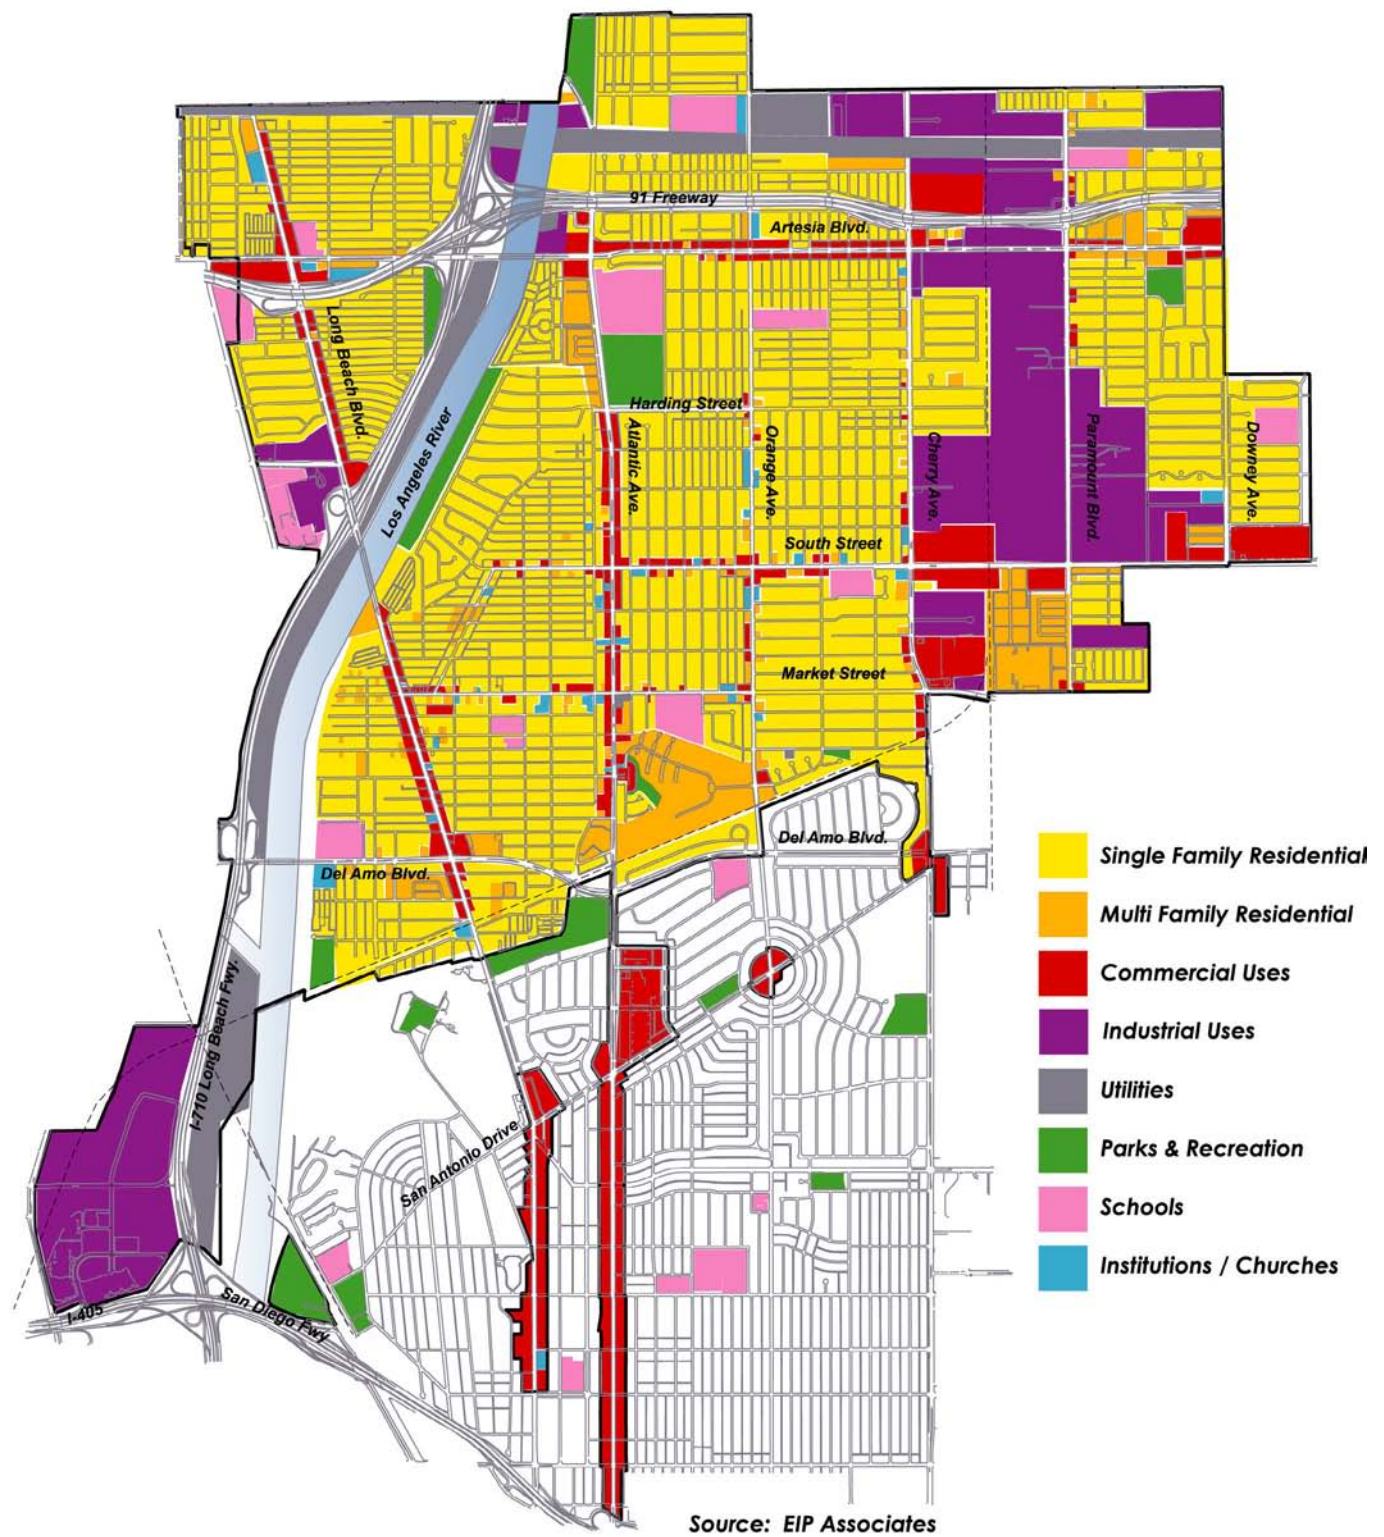 91 Freeway
Artesia Blvd.
Long Beach Blvd.
Los Angeles River
Harding Street
Atlantic Ave.
Orange Ave.
Cherry Ave.
Paramount Blvd.
Downey Ave.
South Street
Market Street
Del Amo Blvd.
Del Amo Blvd.
I-710 Long Beach Fwy.
San Antonio Drive
I-405
San Diego Fwy
Single Family Residential
Multi Family Residential
Commercial Uses
Industrial Uses
Utilities
Parks & Recreation
Schools
Institutions / Churches
Source: EIP Associates